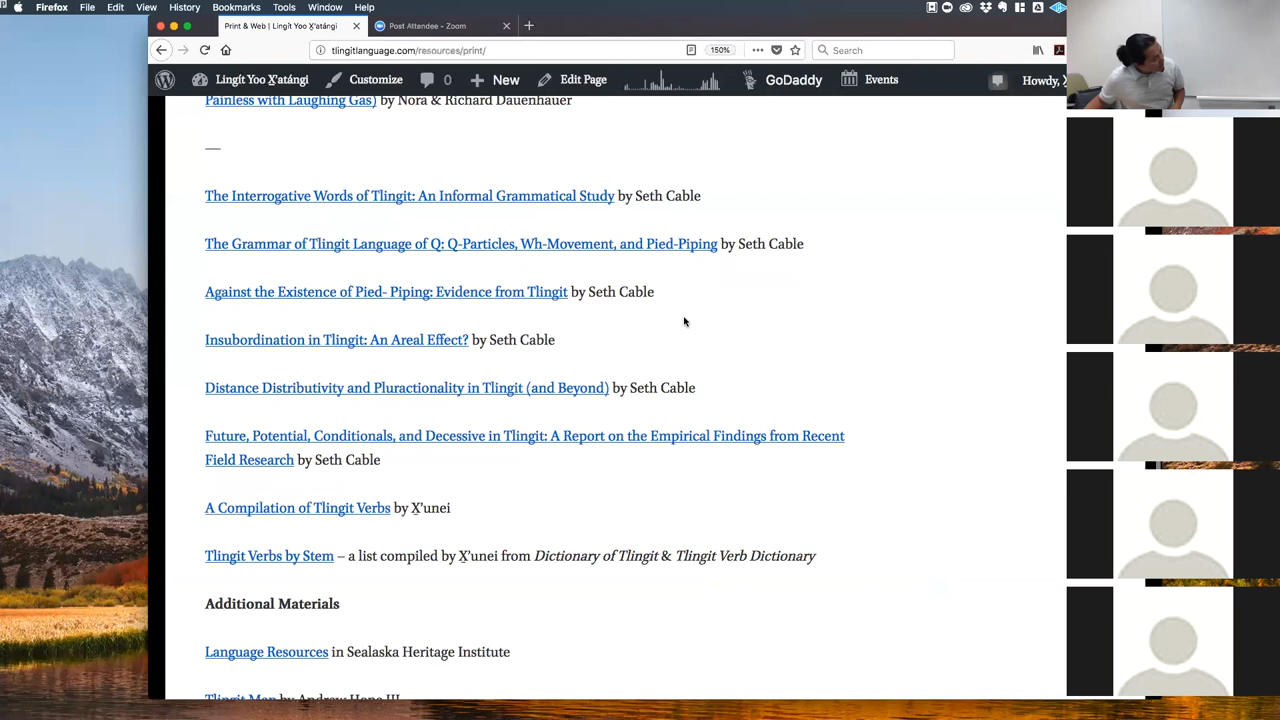 Firefox File Edit View History Bookmarks Tools Window Help
Print & Web | Lingít Yoo X̱'atángi
Post Attendee - Zoom
tlingitlanguage.com/resources/print/
150%
Search
Lingít Yoo X̱'atángi Customize 0 New Edit Page GoDaddy Events Howdy,
Painless with Laughing Gas) by Nora & Richard Dauenhauer
—
The Interrogative Words of Tlingit: An Informal Grammatical Study by Seth Cable
The Grammar of Tlingit Language of Q: Q-Particles, Wh-Movement, and Pied-Piping by Seth Cable
Against the Existence of Pied- Piping: Evidence from Tlingit by Seth Cable
Insubordination in Tlingit: An Areal Effect? by Seth Cable
Distance Distributivity and Pluractionality in Tlingit (and Beyond) by Seth Cable
Future, Potential, Conditionals, and Decessive in Tlingit: A Report on the Empirical Findings from Recent
Field Research by Seth Cable
A Compilation of Tlingit Verbs by X̱'unei
Tlingit Verbs by Stem – a list compiled by X̱'unei from Dictionary of Tlingit & Tlingit Verb Dictionary
Additional Materials
Language Resources in Sealaska Heritage Institute
Tlingit Map by Andrew Hope III